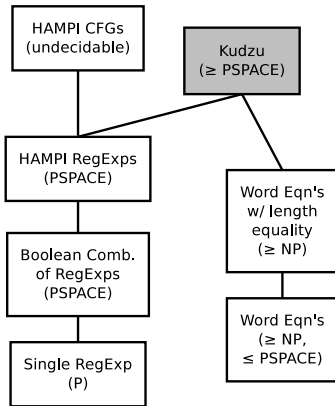 HAMPI CFGs
(undecidable)
Kudzu
(≥ PSPACE)
HAMPI RegExps
(PSPACE)
Word Eqn's
w/ length
equality
(≥ NP)
Boolean Comb.
of RegExps
(PSPACE)
Word Eqn's
(≥ NP,
≤ PSPACE)
Single RegExp
(P)